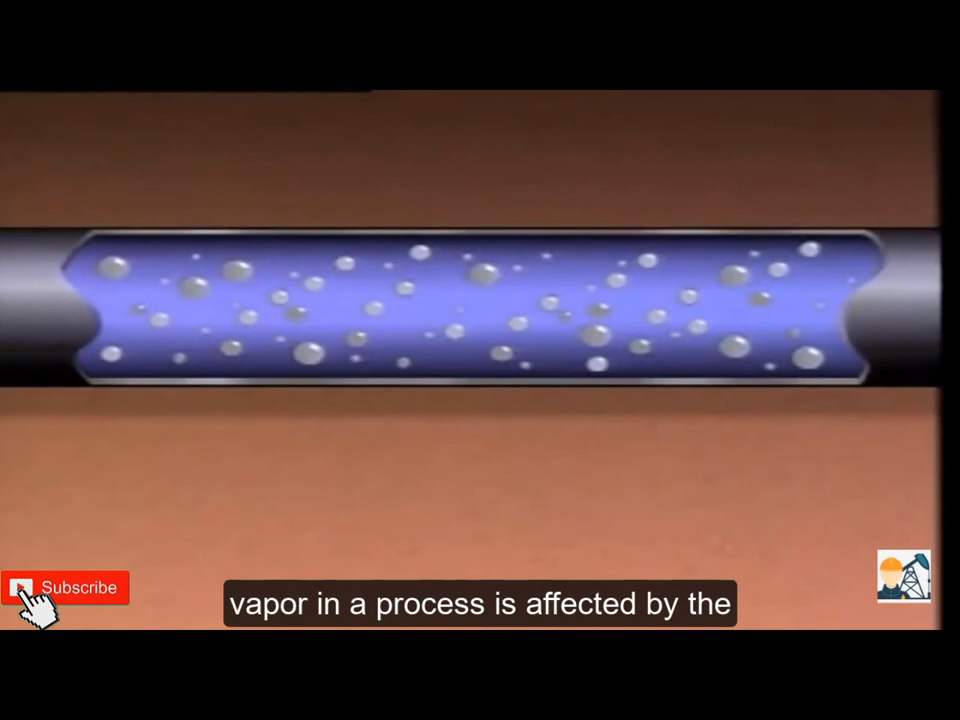 Subscribe
vapor in a process is affected by the